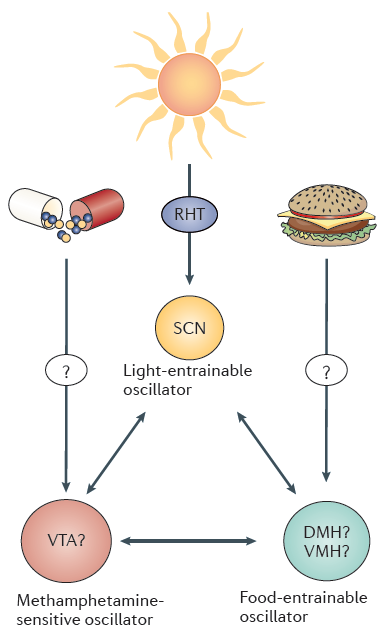 RHT
SCN
Light-entrainable
oscillator
?
?
VTA?
DMH?
VMH?
Methamphetamine-
sensitive oscillator
Food-entrainable
oscillator